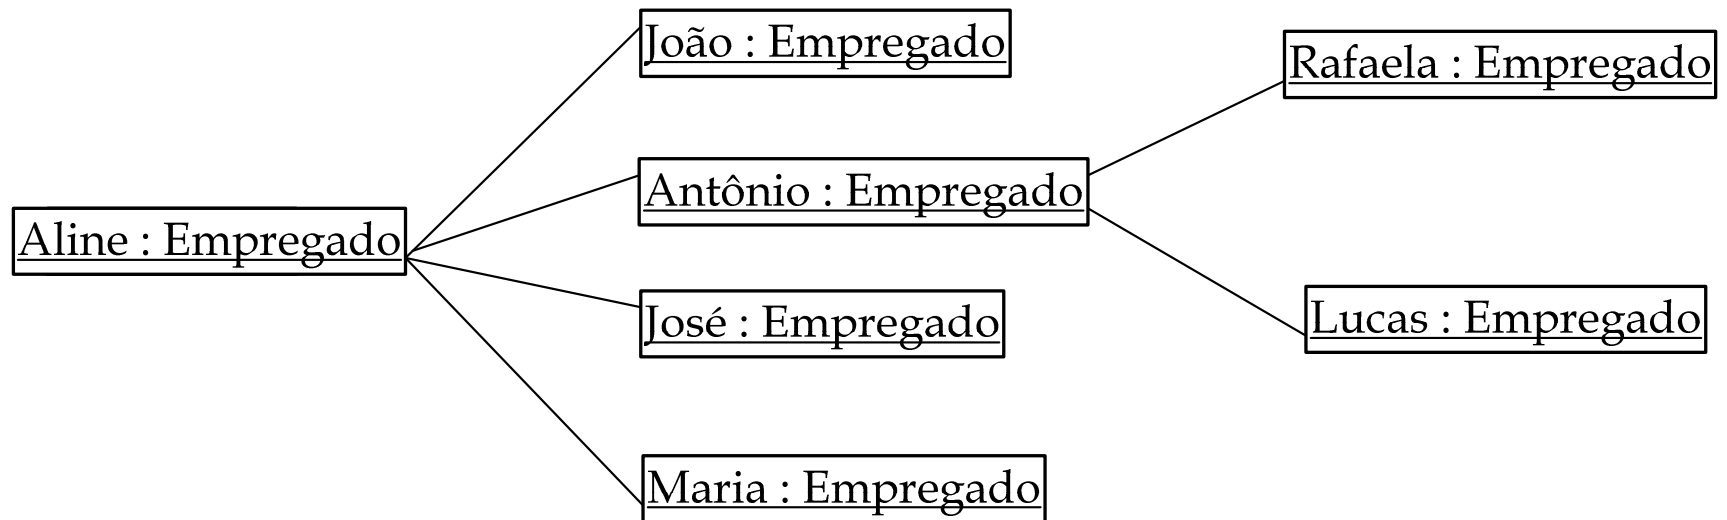 João : Empregado
Rafaela : Empregado
Antônio : Empregado
Aline : Empregado
José : Empregado
Lucas : Empregado
Maria : Empregado